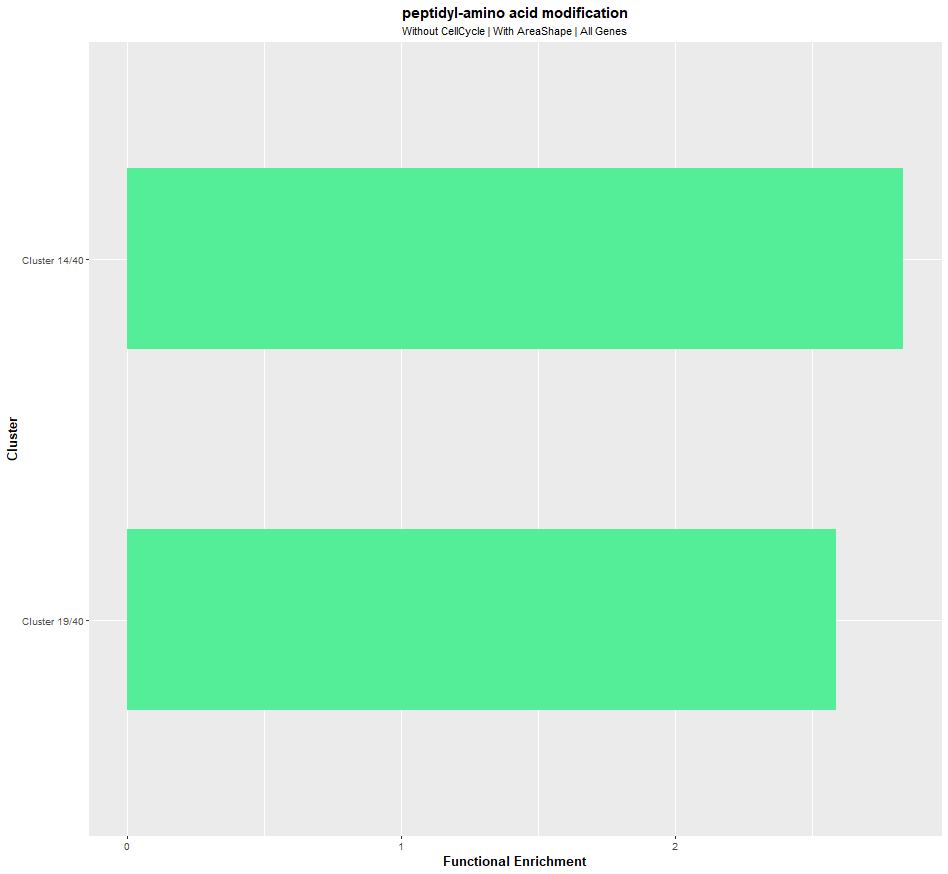 peptidyl-amino acid modification
Without CellCycle | With AreaShape | All Genes
Cluster
Cluster 14/40
Cluster 19/40
0
1
2
Functional Enrichment